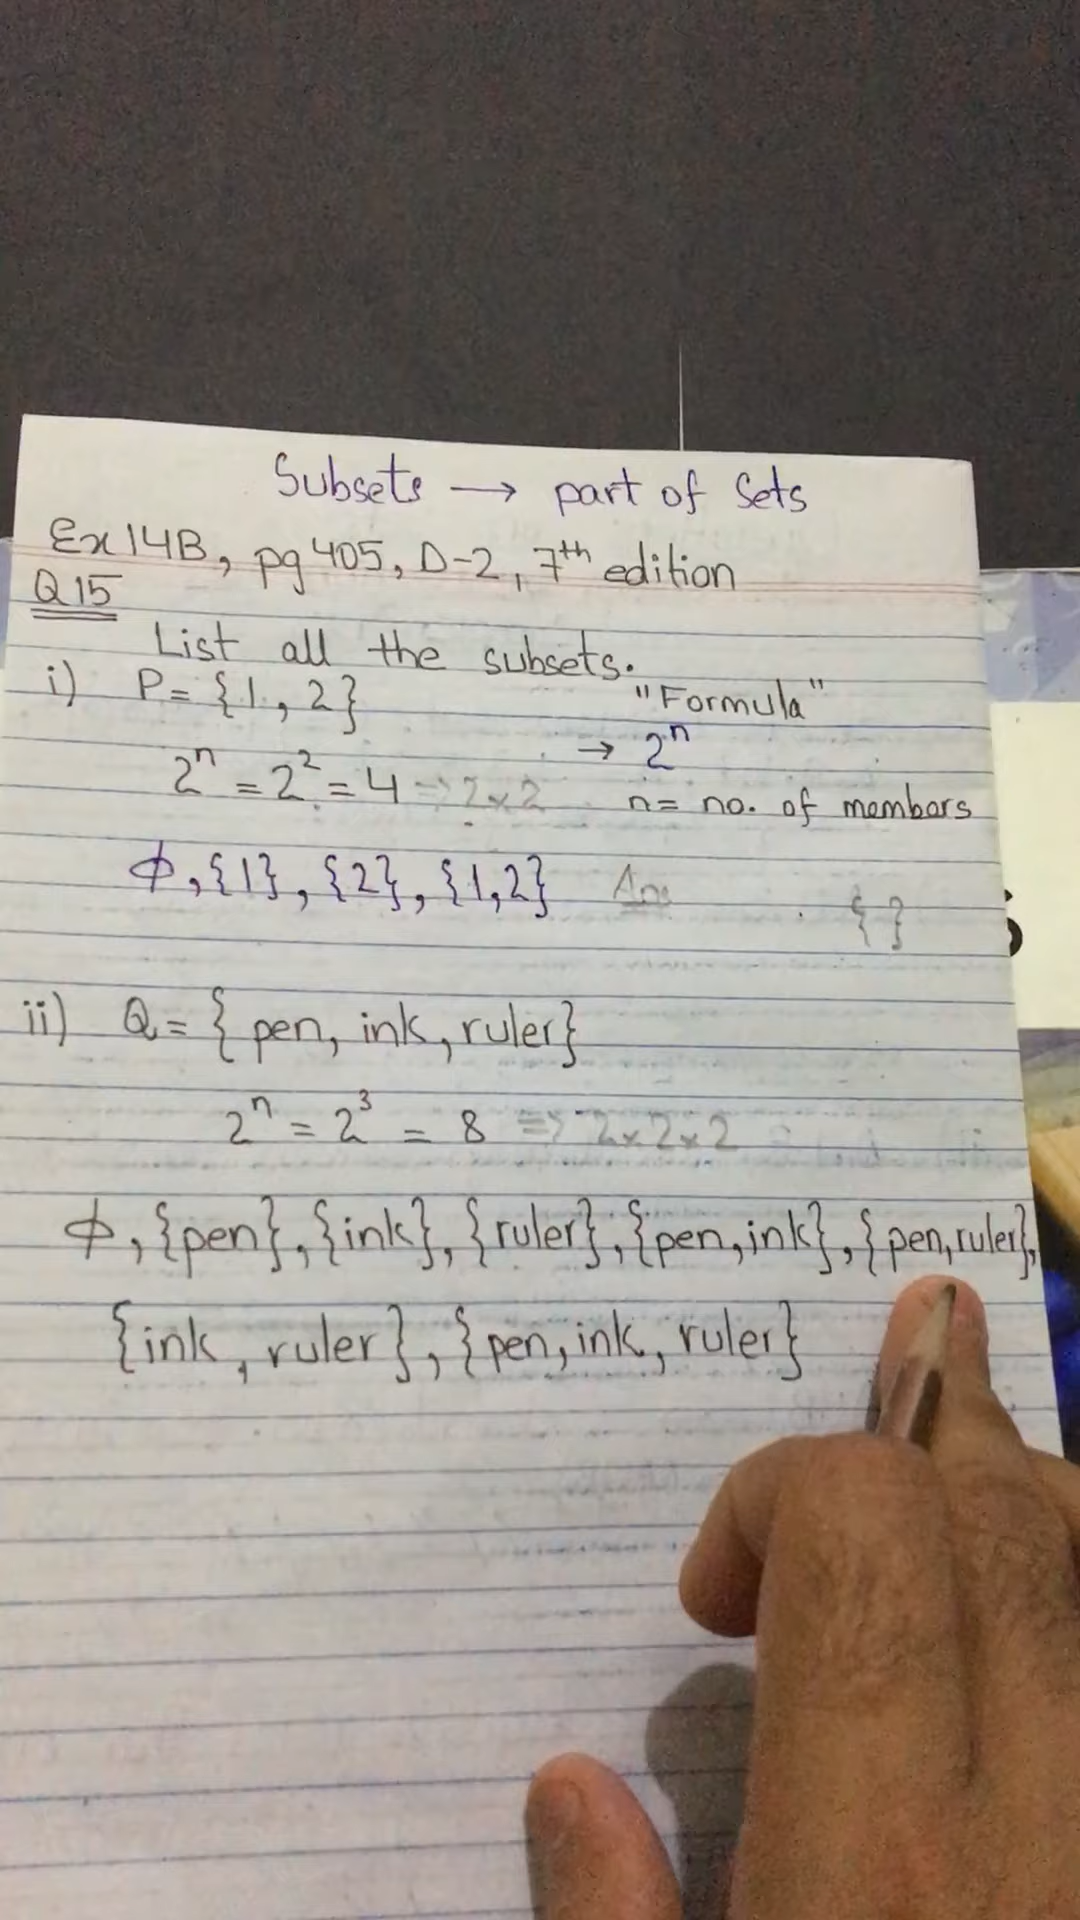 Subsets → part of Sets
Ex 14B, pg 405, D-2, 7th edition
Q 15
List all the subsets.
i) P = {1, 2}
"Formula"
→ 2ⁿ
2ⁿ = 2² = 4 ⇒ 2 × 2
n = no. of members
ϕ, {1}, {2}, {1,2} Ans
{ }
ii) Q = { pen, ink, ruler}
2ⁿ = 2³ = 8 ⇒ 2 × 2 × 2
ϕ, {pen}, {ink}, {ruler}, {pen, ink}, {pen, ruler},
{ink, ruler}, {pen, ink, ruler}